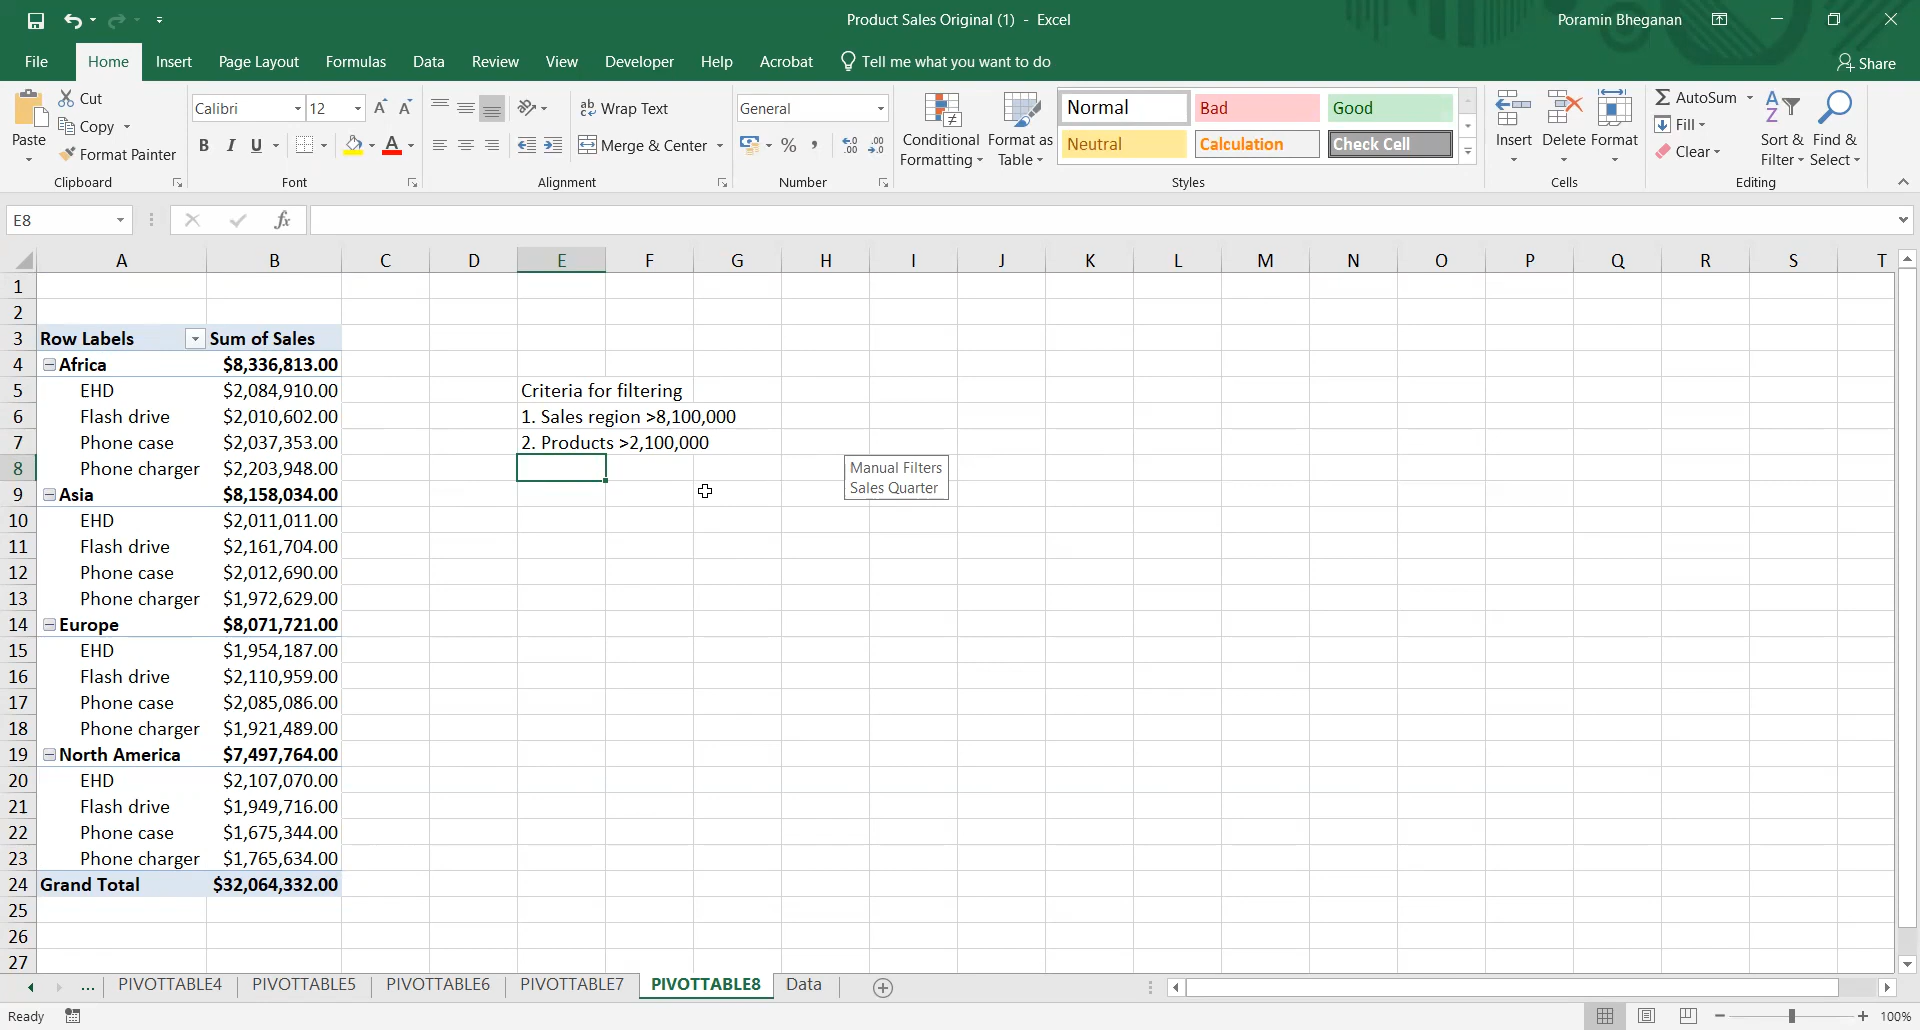 Product Sales Original (1) - Excel
Poramin Bheganan
File Home Insert Page Layout Formulas Data Review View Developer Help Acrobat Tell me what you want to do Share
Paste
Cut
Copy
Format Painter
Clipboard
Calibri 12
B I U
Font
Wrap Text
Merge & Center
Alignment
General
Number
Conditional Formatting
Format as Table
Normal Bad Good
Neutral Calculation Check Cell
Styles
Insert Delete Format
Cells
AutoSum
Fill
Clear
Sort & Filter
Find & Select
Editing
E8
fx
A B C D E F G H I J K L M N O P Q R S T
1
2
3 Row Labels Sum of Sales
4 Africa $8,336,813.00
5 EHD $2,084,910.00 Criteria for filtering
6 Flash drive $2,010,602.00 1. Sales region >8,100,000
7 Phone case $2,037,353.00 2. Products >2,100,000
8 Phone charger $2,203,948.00
Manual Filters
Sales Quarter
9 Asia $8,158,034.00
10 EHD $2,011,011.00
11 Flash drive $2,161,704.00
12 Phone case $2,012,690.00
13 Phone charger $1,972,629.00
14 Europe $8,071,721.00
15 EHD $1,954,187.00
16 Flash drive $2,110,959.00
17 Phone case $2,085,086.00
18 Phone charger $1,921,489.00
19 North America $7,497,764.00
20 EHD $2,107,070.00
21 Flash drive $1,949,716.00
22 Phone case $1,675,344.00
23 Phone charger $1,765,634.00
24 Grand Total $32,064,332.00
25
26
27
... PIVOTTABLE4 PIVOTTABLE5 PIVOTTABLE6 PIVOTTABLE7 PIVOTTABLE8 Data
Ready
100%